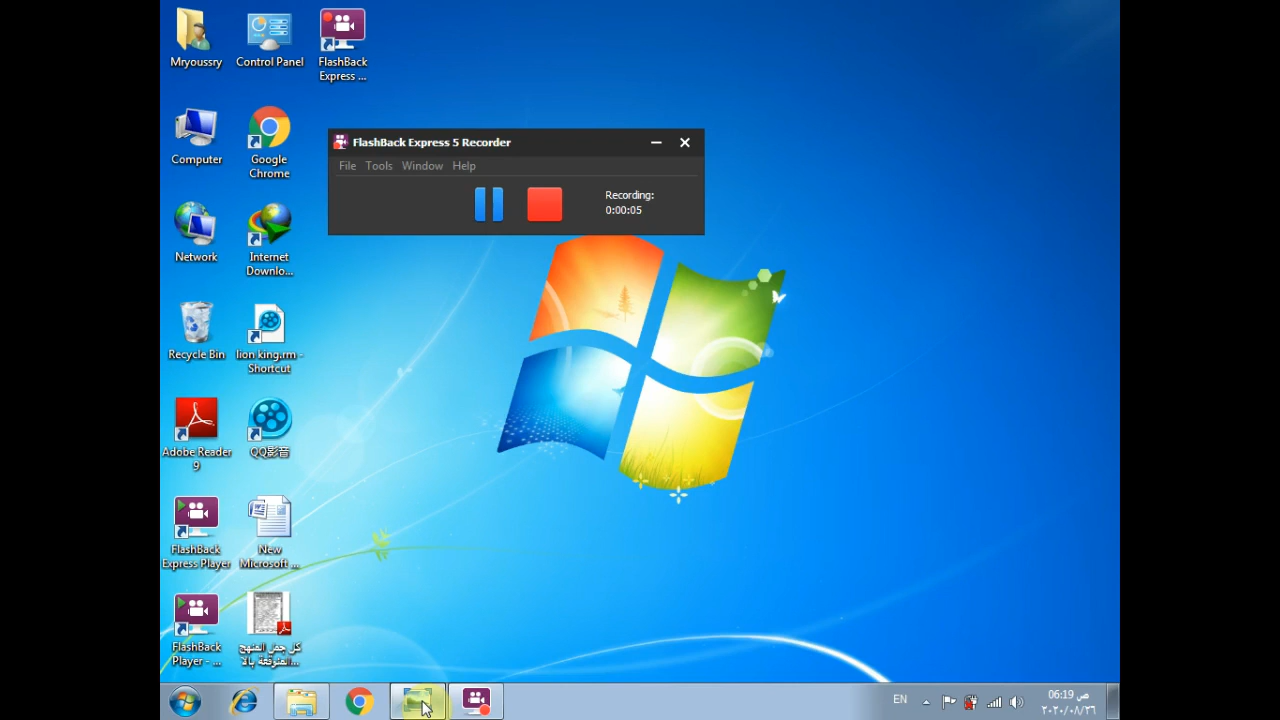 Mryoussry
Control Panel
FlashBack
Express ...
Computer
Google
Chrome
FlashBack Express 5 Recorder
File Tools Window Help
Recording:
0:00:05
Network
Internet
Downlo...
Recycle Bin
lion king.rm -
Shortcut
Adobe Reader
9
QQ影音
FlashBack
Express Player
New
Microsoft ...
FlashBack
Player - ...
كل جمل المنهج
المتوقعة بالا...
EN
06:19 ص
٢٠٢٠/٠٨/٢٦